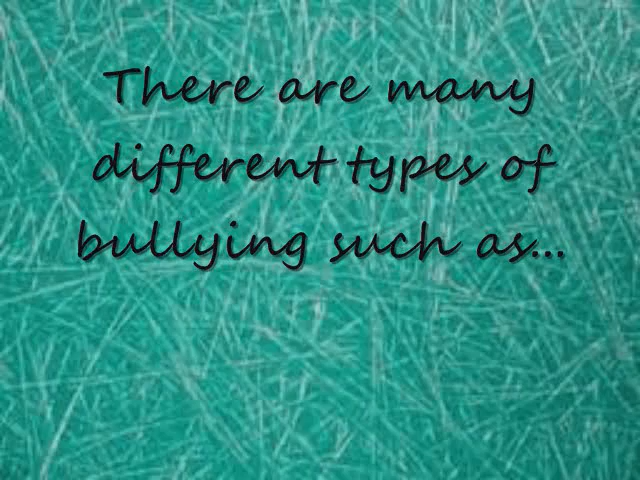 There are many
different types of
bullying such as...